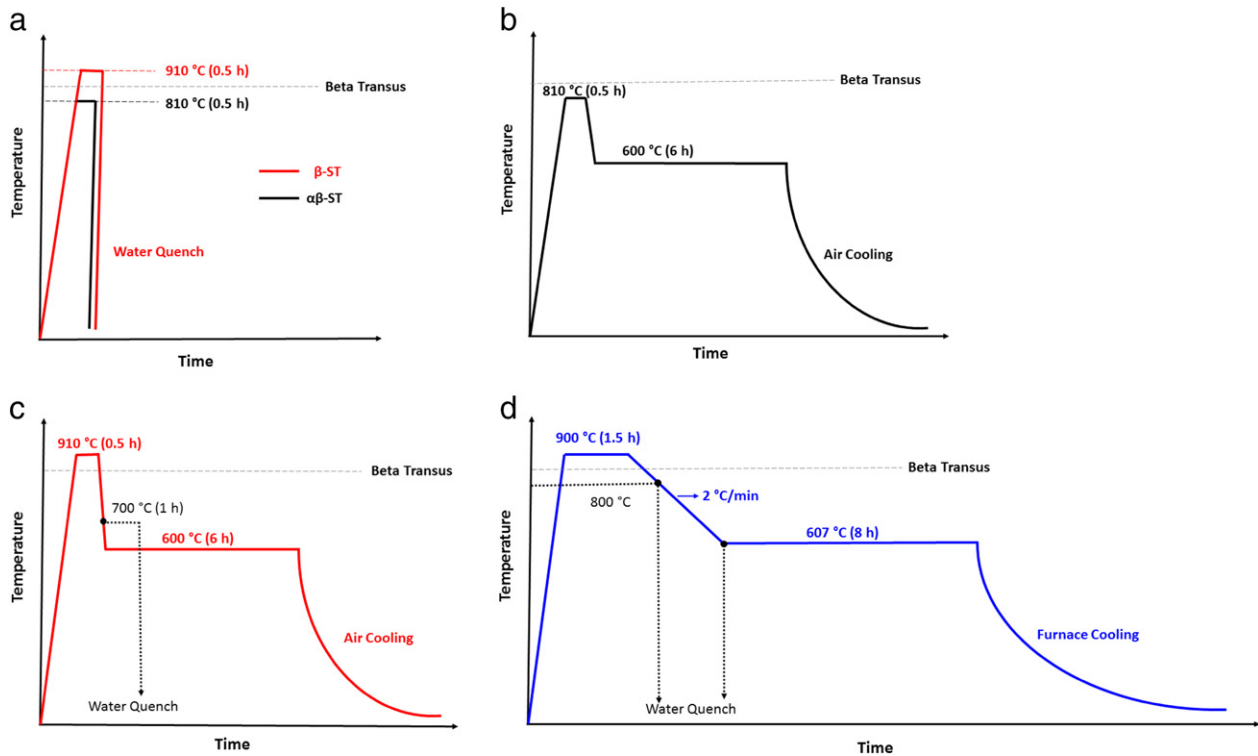 a
910 °C (0.5 h)
Beta Transus
810 °C (0.5 h)
β-ST
αβ-ST
Water Quench
Temperature
Time
b
Beta Transus
810 °C (0.5 h)
600 °C (6 h)
Air Cooling
Temperature
Time
c
910 °C (0.5 h)
Beta Transus
700 °C (1 h)
600 °C (6 h)
Air Cooling
Water Quench
Temperature
Time
d
900 °C (1.5 h)
Beta Transus
800 °C
2 °C/min
607 °C (8 h)
Furnace Cooling
Water Quench
Temperature
Time